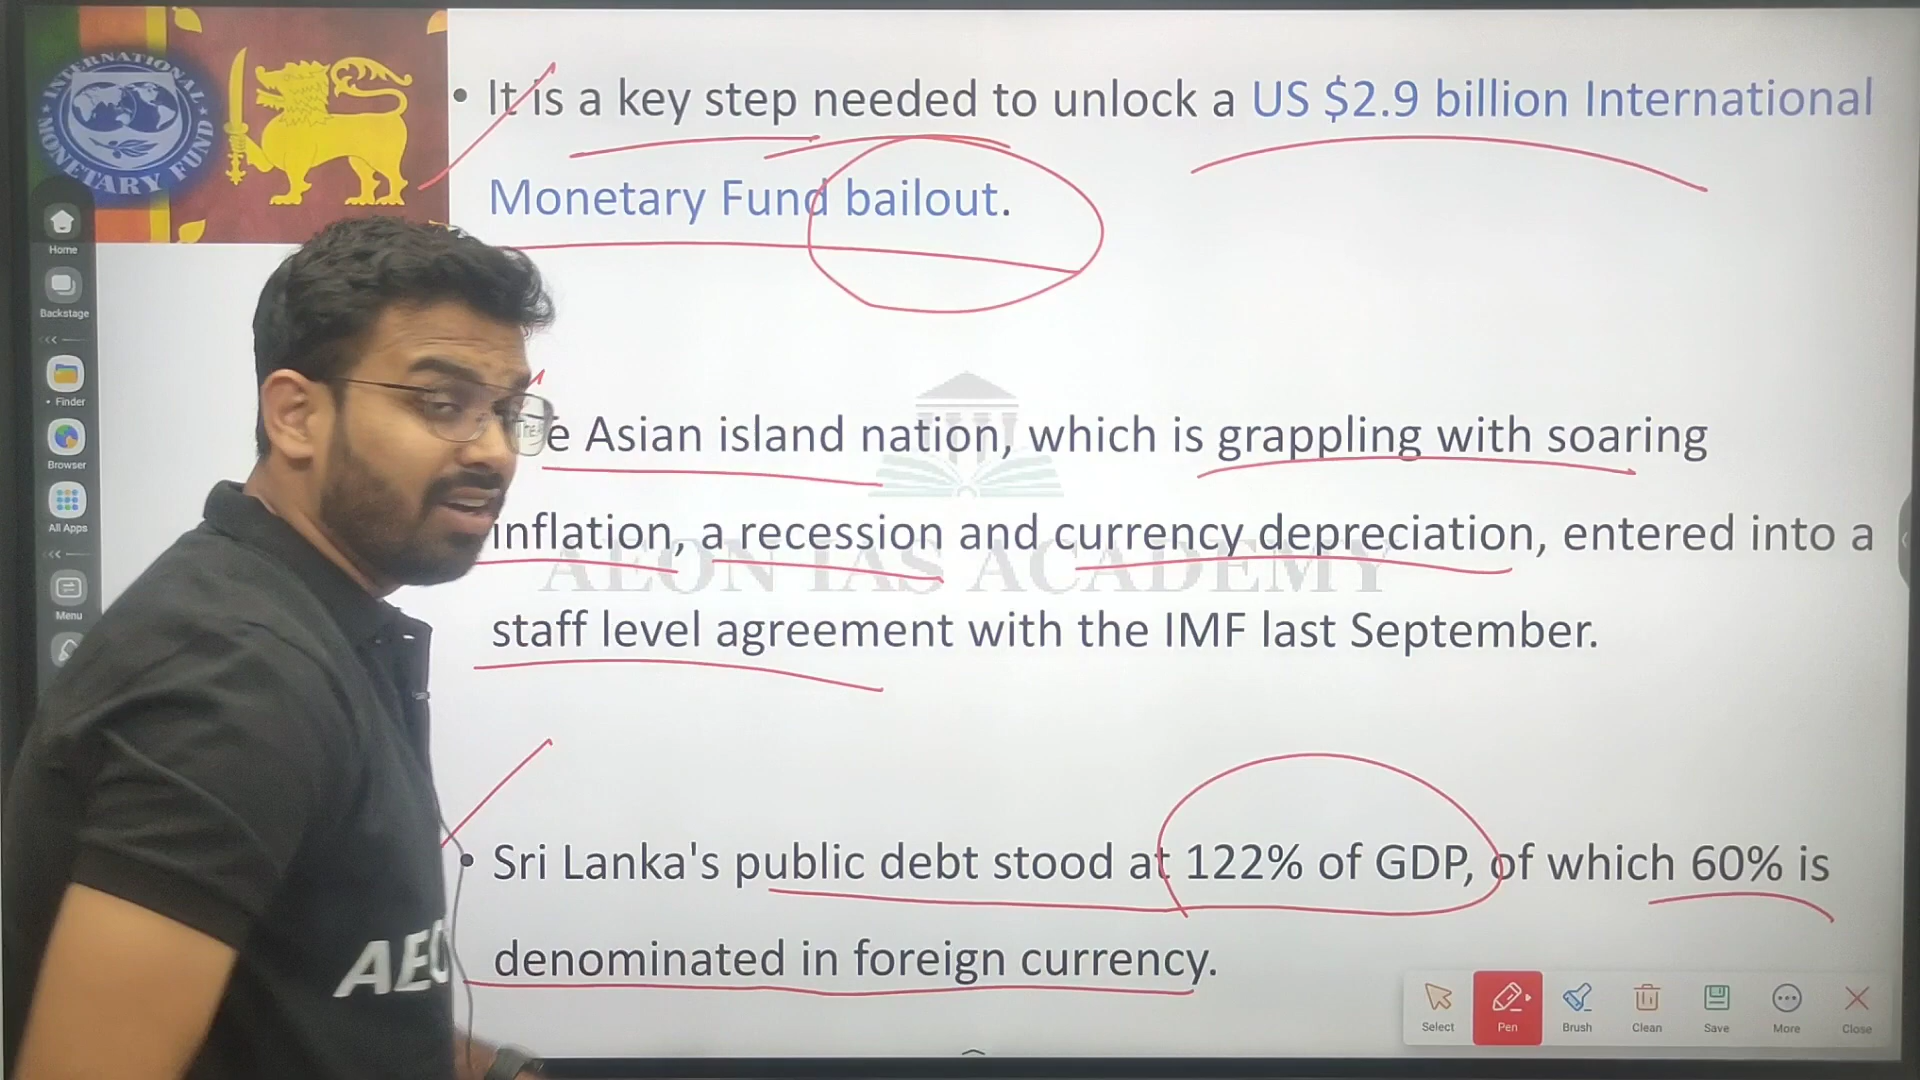 INTERNATIONAL MONETARY FUND
• It is a key step needed to unlock a US $2.9 billion International
Monetary Fund bailout.
Home
Backstage
Finder
Browser
All Apps
Menu
e Asian island nation, which is grappling with soaring
inflation, a recession and currency depreciation, entered into a
staff level agreement with the IMF last September.
AEON IAS ACADEMY
• Sri Lanka's public debt stood at 122% of GDP, of which 60% is
denominated in foreign currency.
AEO
Select Pen Brush Clean Save More Close